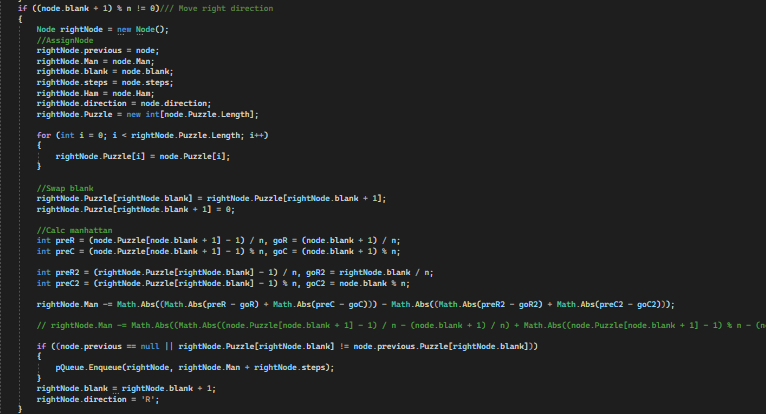 if ((node.blank + 1) % n != 0)/// Move right direction
{
Node rightNode = new Node();
//AssignNode
rightNode.previous = node;
rightNode.Man = node.Man;
rightNode.blank = node.blank;
rightNode.steps = node.steps;
rightNode.Ham = node.Ham;
rightNode.direction = node.direction;
rightNode.Puzzle = new int[node.Puzzle.Length];
for (int i = 0; i < rightNode.Puzzle.Length; i++)
{
rightNode.Puzzle[i] = node.Puzzle[i];
}
//Swap blank
rightNode.Puzzle[rightNode.blank] = rightNode.Puzzle[rightNode.blank + 1];
rightNode.Puzzle[rightNode.blank + 1] = 0;
//Calc manhattan
int preR = (node.Puzzle[node.blank + 1] - 1) / n, goR = (node.blank + 1) / n;
int preC = (node.Puzzle[node.blank + 1] - 1) % n, goC = (node.blank + 1) % n;
int preR2 = (rightNode.Puzzle[rightNode.blank] - 1) / n, goR2 = rightNode.blank / n;
int preC2 = (rightNode.Puzzle[rightNode.blank] - 1) % n, goC2 = node.blank % n;
rightNode.Man -= Math.Abs((Math.Abs(preR - goR) + Math.Abs(preC - goC))) - Math.Abs((Math.Abs(preR2 - goR2) + Math.Abs(preC2 - goC2)));
// rightNode.Man -= Math.Abs((Math.Abs((node.Puzzle[node.blank + 1] - 1) / n - (node.blank + 1) / n) + Math.Abs((node.Puzzle[node.blank + 1] - 1) % n - (n
if ((node.previous == null || rightNode.Puzzle[rightNode.blank] != node.previous.Puzzle[rightNode.blank]))
{
pQueue.Enqueue(rightNode, rightNode.Man + rightNode.steps);
}
rightNode.blank = rightNode.blank + 1;
rightNode.direction = 'R';
}